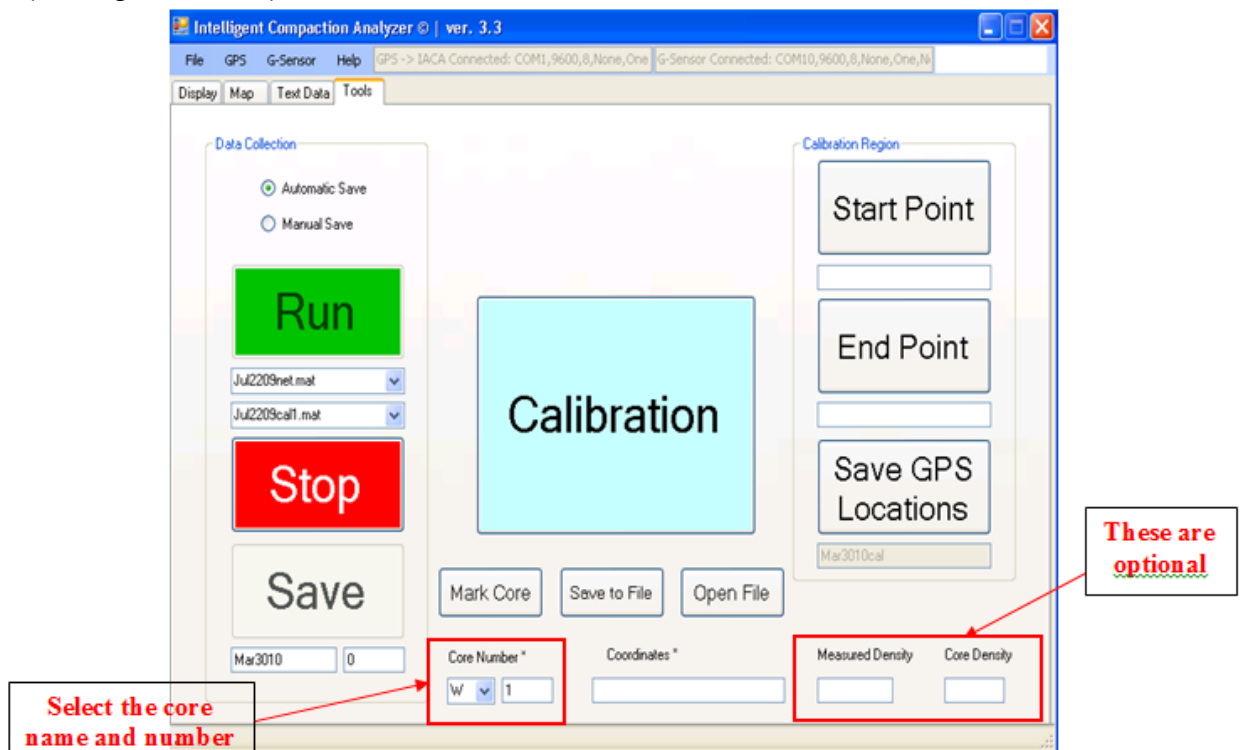 Intelligent Compaction Analyzer © | ver. 3.3
File GPS G-Sensor Help GPS -> IACA Connected: COM1,9600,8,None,One G-Sensor Connected: COM10,9600,8,None,One,N
Display Map Text Data Tools
Data Collection
Automatic Save
Manual Save
Run
Jul2209net.mat
Jul2209cal1.mat
Stop
Save
Mar3010 0
Calibration
Mark Core Save to File Open File
Core Number * Coordinates * Measured Density Core Density
W 1
Calibration Region
Start Point
End Point
Save GPS
Locations
Mar3010cal
These are
optional
Select the core
name and number